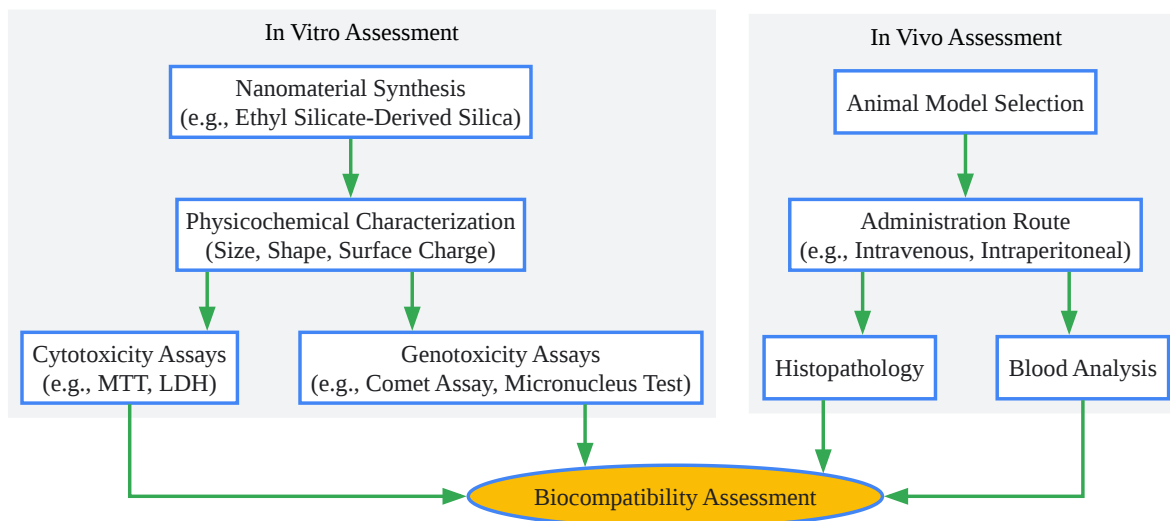 In Vitro Assessment
Nanomaterial Synthesis
(e.g., Ethyl Silicate-Derived Silica)
Physicochemical Characterization
(Size, Shape, Surface Charge)
Cytotoxicity Assays
(e.g., MTT, LDH)
Genotoxicity Assays
(e.g., Comet Assay, Micronucleus Test)
In Vivo Assessment
Animal Model Selection
Administration Route
(e.g., Intravenous, Intraperitoneal)
Histopathology
Blood Analysis
Biocompatibility Assessment